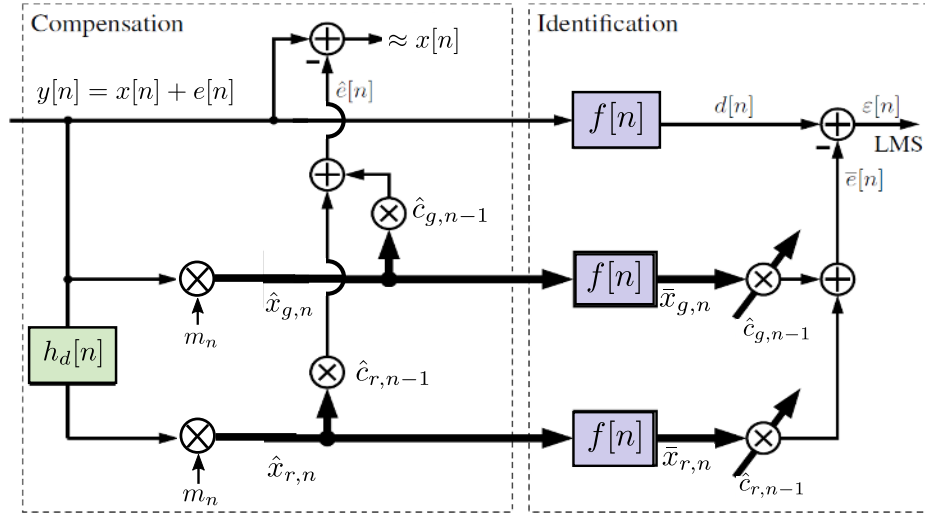 Compensation
Identification
≈ x[n]
-
y[n] = x[n] + e[n]
ê[n]
f[n]
d[n]
ε[n]
LMS
-
e̅[n]
ĉ_{g,n−1}
f[n]
x̂_{g,n}
x̄_{g,n}
m_n
ĉ_{g,n−1}
h_d[n]
ĉ_{r,n−1}
f[n]
x̂_{r,n}
x̄_{r,n}
m_n
ĉ_{r,n−1}